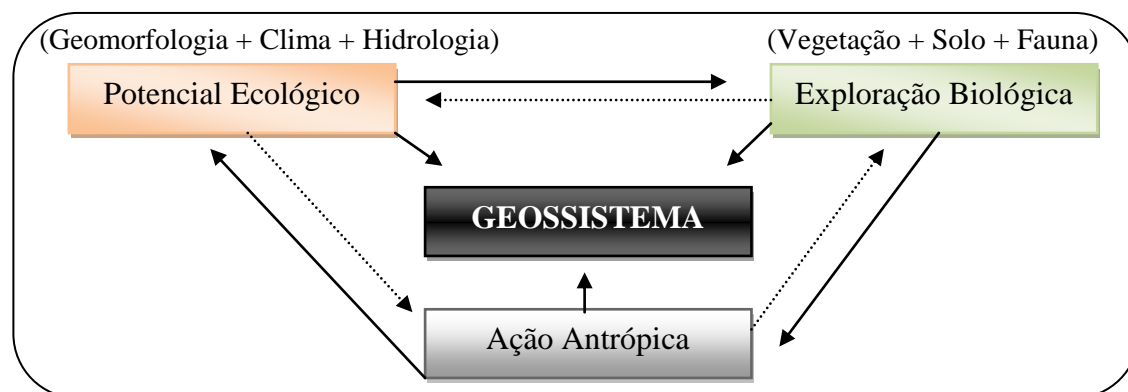 (Geomorfologia + Clima + Hidrologia)
(Vegetação + Solo + Fauna)
Potencial Ecológico
Exploração Biológica
GEOSSISTEMA
Ação Antrópica